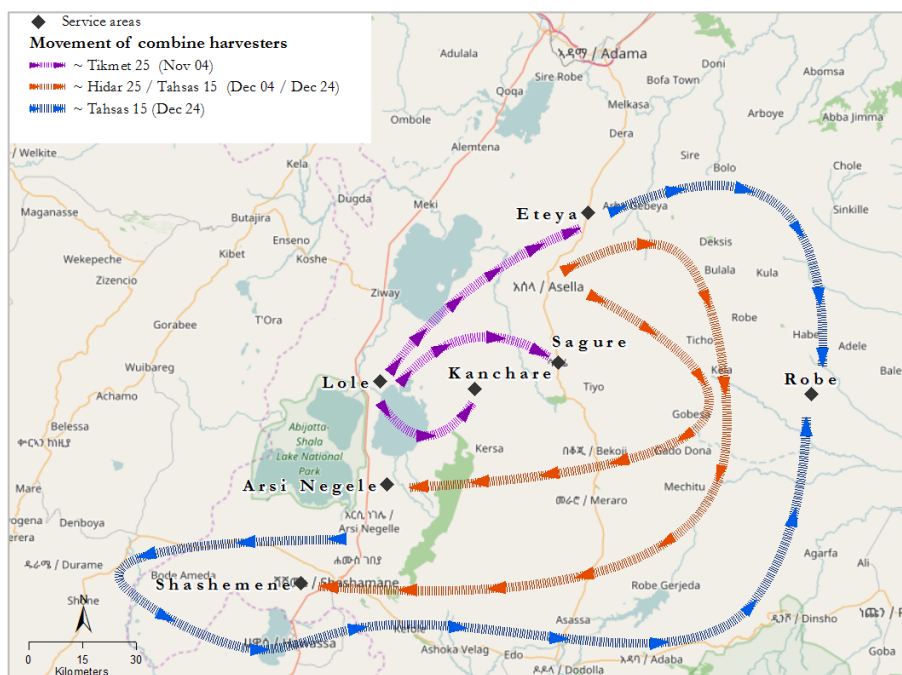 Service areas
Movement of combine harvesters
~ Tikmet 25 (Nov 04)
~ Hidar 25 / Tahsas 15 (Dec 04 / Dec 24)
~ Tahsas 15 (Dec 24)
Adulala
አዳማ / Adama
Doni
Abomsa
Sire Robe
Bofa Town
Qoqa
Melkasa
Arboye
Abba Jimma
Ombole
Dera
Alemtena
/ Welkite
Kela
Sire
Bolo
Chole
Dugda
Meki
Maganasse
Butajira
Eteya
Sinkille
Enseno
Kibet
Koshe
Deksis
Wekepeche
Zizencio
Bulala
Kula
Ziway
አሰላ / Asella
T'Ora
Gorabee
Robe
Ticho
Adele
Sagure
Wuibareg
Lole
Kanchare
Robe
Tiyo
Achamo
Gobesa
Belessa
Abijatta-
Shala
Lake National
Park
Kersa
በቆጂ / Bekoji
Gado Dona
Mare
Arsi Negele
መራሮ / Meraro
Mechitu
Denboya
አርሲ ነገሌ /
Arsi Negelle
Agarfa
Ali
ዱራሜ / Durame
Bode Ameda
Shashemene
/ Shashamane
Robe Gerjeda
N
Assasa
ዲንሾ / Dinsho
Ashoka Velag
Edo
ዶዶላ / Dodolla
አዳባ / Adaba
Goba
0 15 30
Kilometers